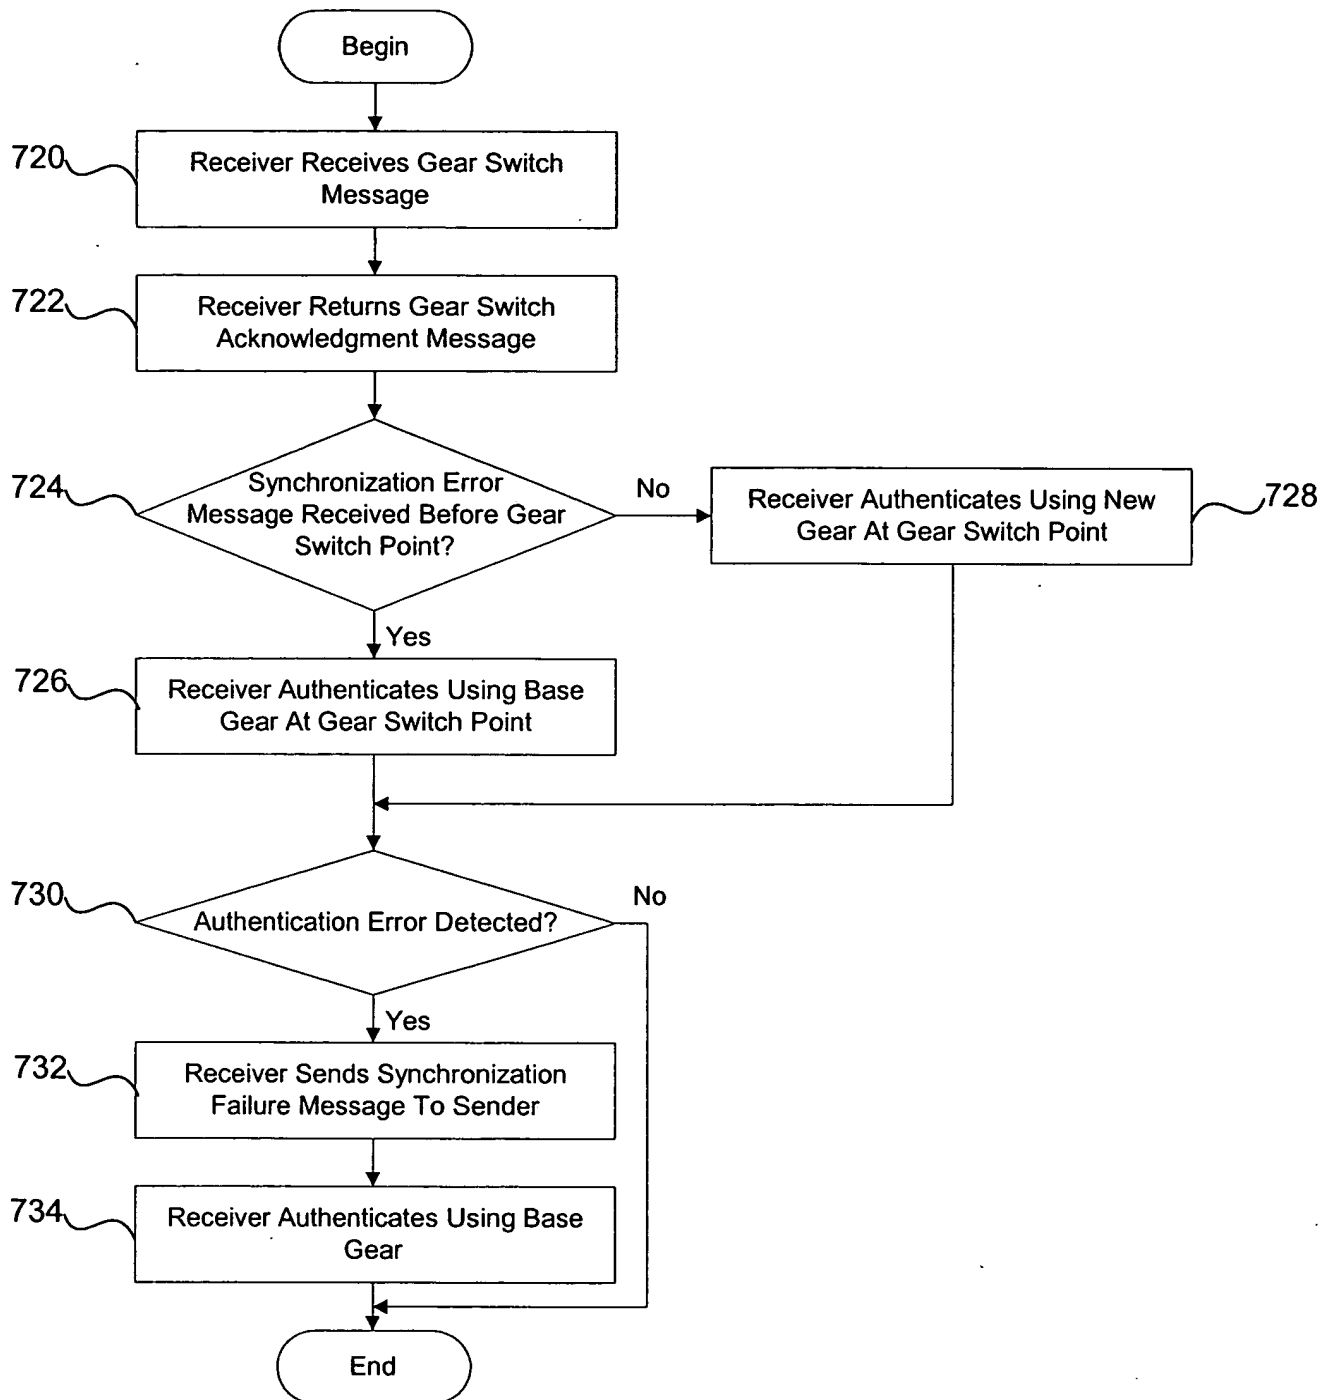 Begin
720
Receiver Receives Gear Switch
Message
722
Receiver Returns Gear Switch
Acknowledgment Message
724
Synchronization Error
Message Received Before Gear
Switch Point?
No
Receiver Authenticates Using New
Gear At Gear Switch Point
728
Yes
726
Receiver Authenticates Using Base
Gear At Gear Switch Point
730
Authentication Error Detected?
No
Yes
732
Receiver Sends Synchronization
Failure Message To Sender
734
Receiver Authenticates Using Base
Gear
End